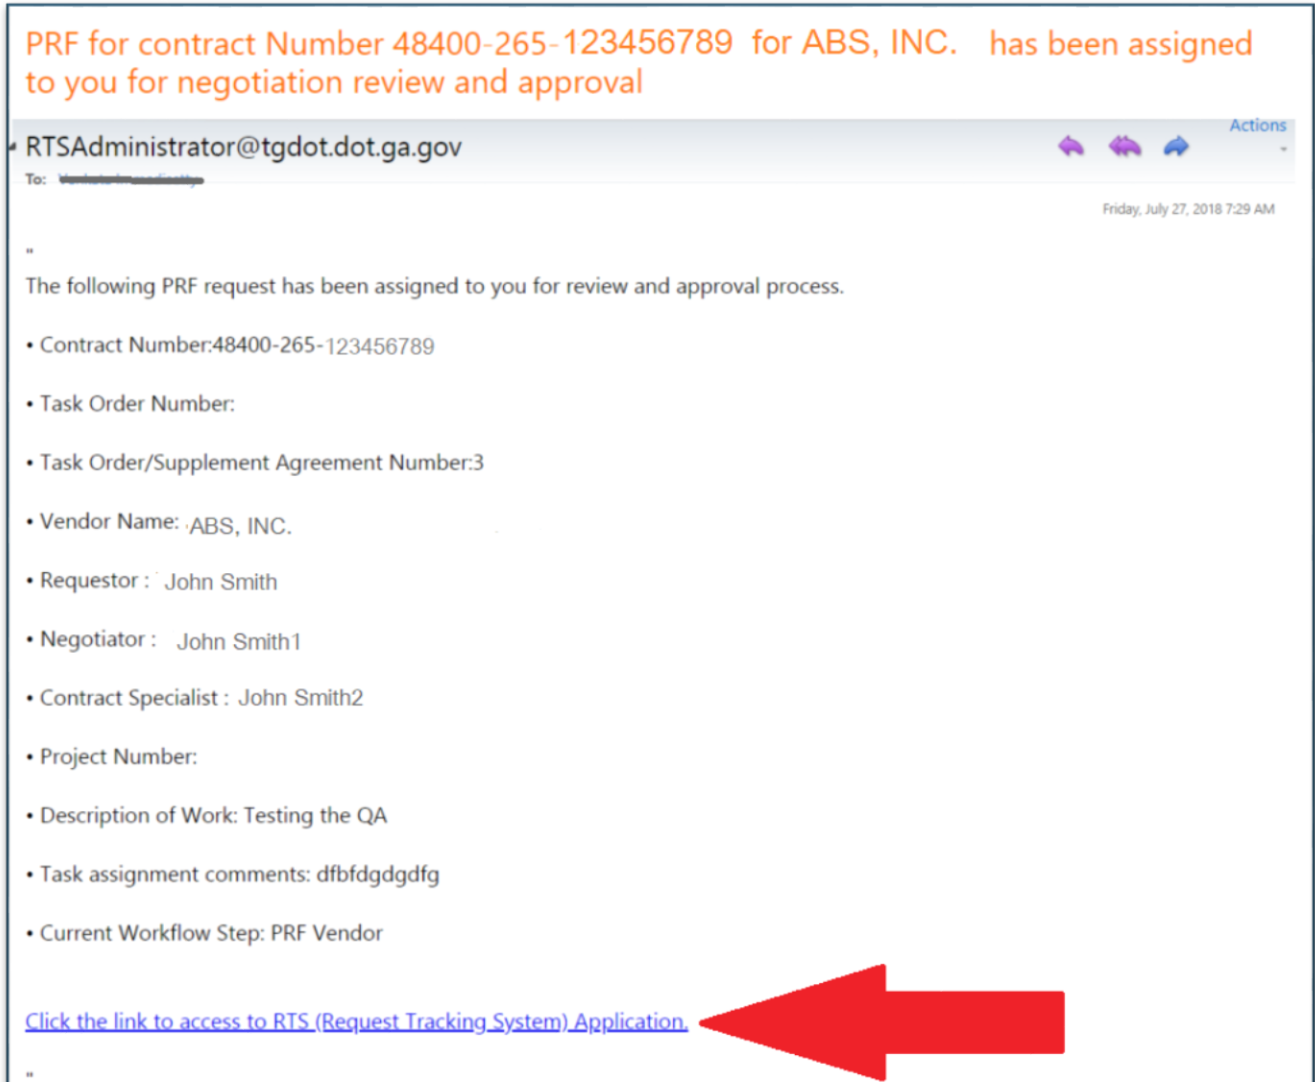 PRF for contract Number 48400-265-123456789 for ABS, INC. has been assigned
to you for negotiation review and approval
Actions
RTSAdministrator@tgdot.dot.ga.gov
To:
Friday, July 27, 2018 7:29 AM
"
The following PRF request has been assigned to you for review and approval process.
• Contract Number:48400-265-123456789
• Task Order Number:
• Task Order/Supplement Agreement Number:3
• Vendor Name: ABS, INC.
• Requestor : John Smith
• Negotiator : John Smith1
• Contract Specialist : John Smith2
• Project Number:
• Description of Work: Testing the QA
• Task assignment comments: dfbfdgdgdfg
• Current Workflow Step: PRF Vendor
Click the link to access to RTS (Request Tracking System) Application.
"